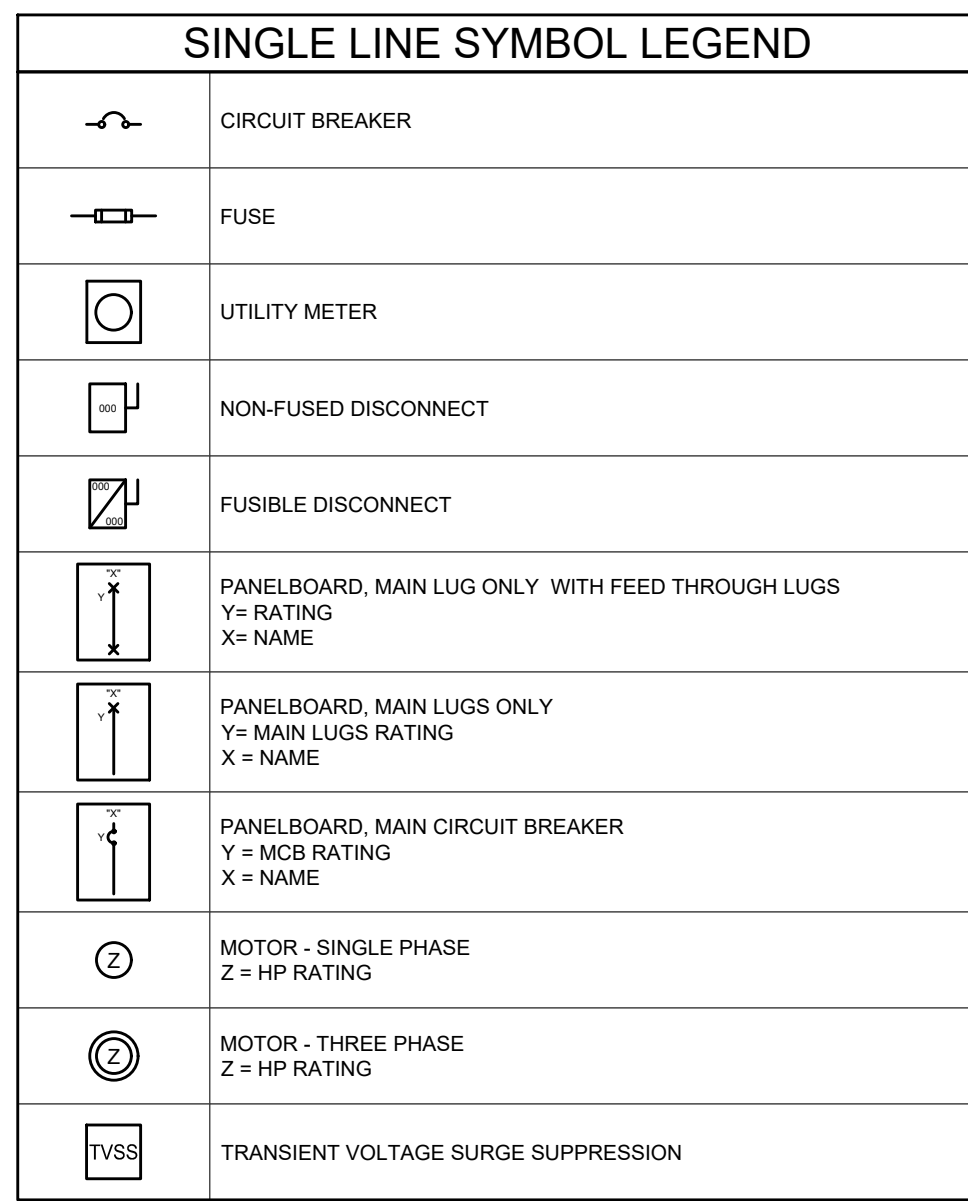 SINGLE LINE SYMBOL LEGEND
CIRCUIT BREAKER
FUSE
UTILITY METER
000
NON-FUSED DISCONNECT
000
000
FUSIBLE DISCONNECT
"X"
Y
PANELBOARD, MAIN LUG ONLY WITH FEED THROUGH LUGS
Y= RATING
X= NAME
"X"
Y
PANELBOARD, MAIN LUGS ONLY
Y= MAIN LUGS RATING
X = NAME
"X"
Y
PANELBOARD, MAIN CIRCUIT BREAKER
Y = MCB RATING
X = NAME
Z
MOTOR - SINGLE PHASE
Z = HP RATING
Z
MOTOR - THREE PHASE
Z = HP RATING
TVSS
TRANSIENT VOLTAGE SURGE SUPPRESSION